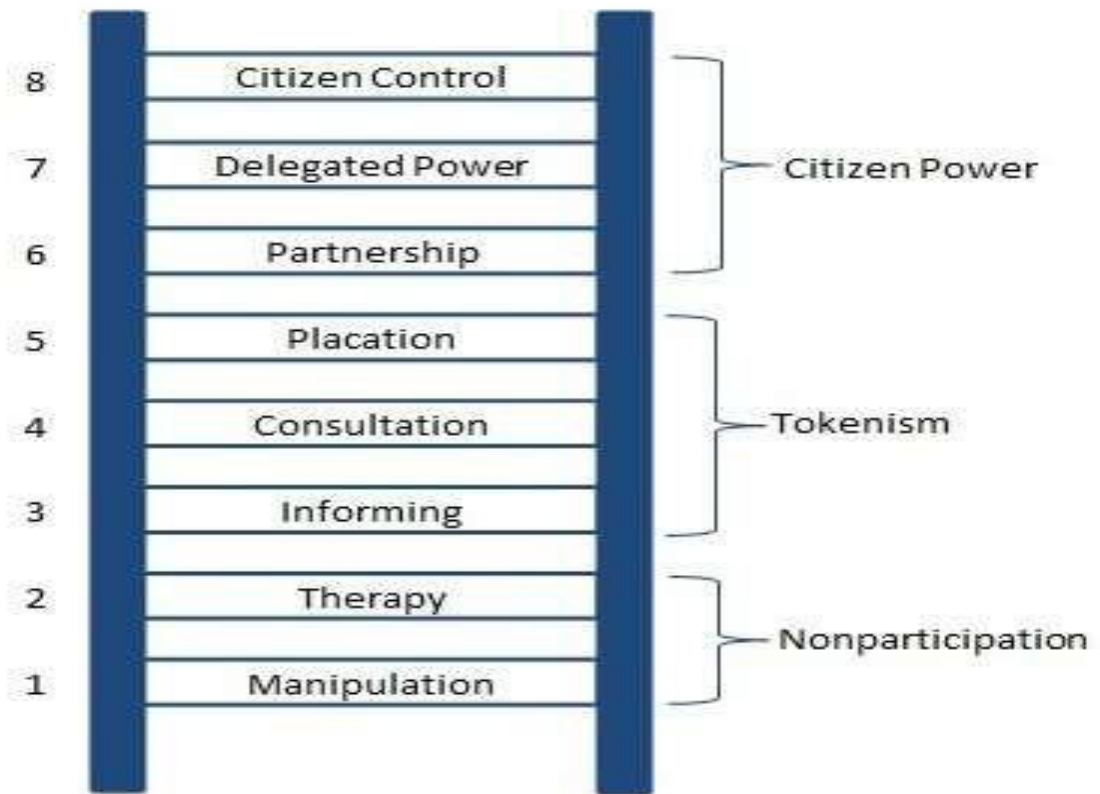 8 Citizen Control
7 Delegated Power
Citizen Power
6 Partnership
5 Placation
4 Consultation
Tokenism
3 Informing
2 Therapy
Nonparticipation
1 Manipulation